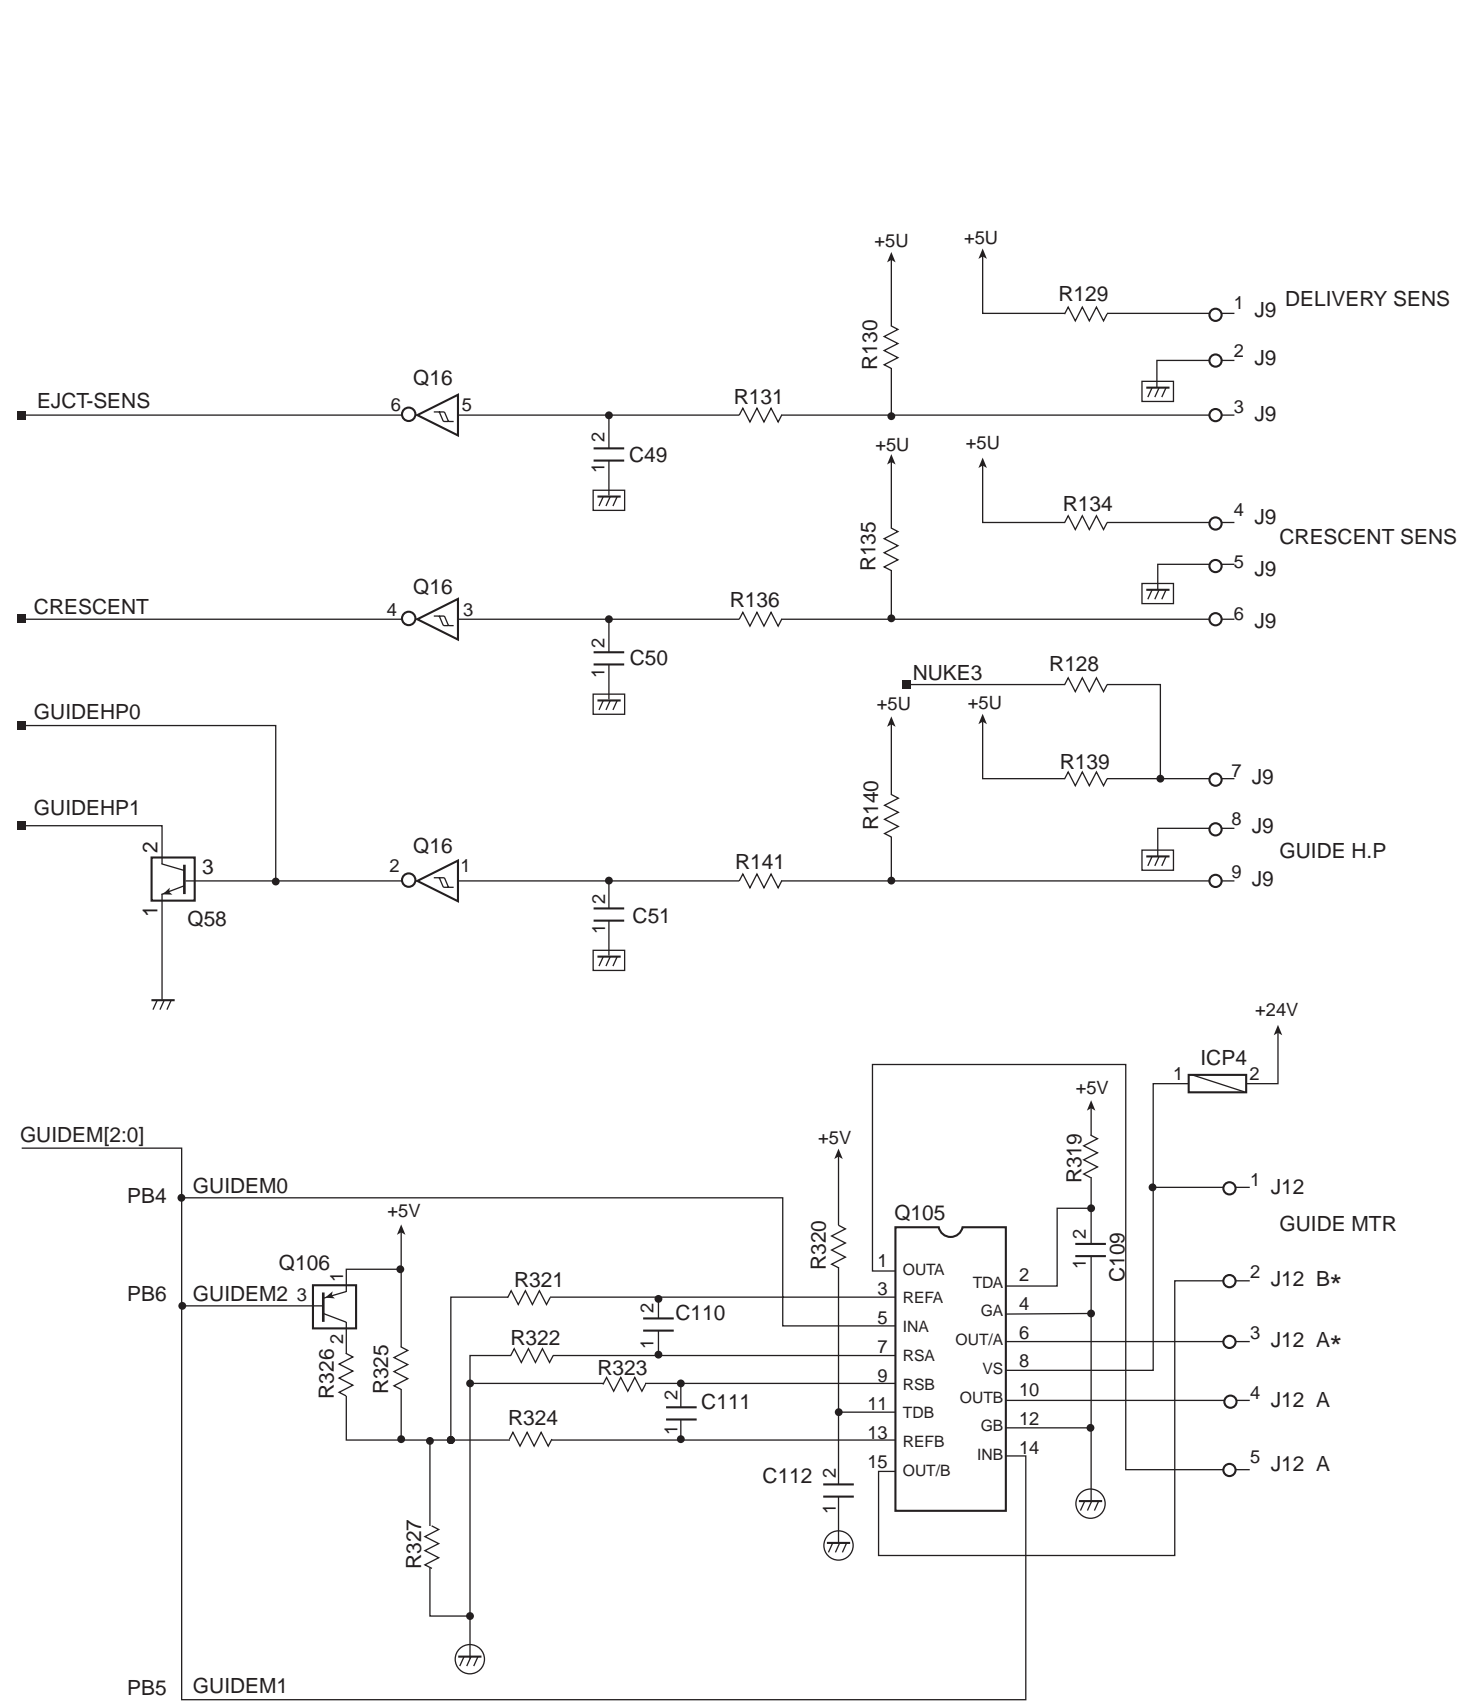 +5U
+5U
R129
1 J9 DELIVERY SENS
R130
2 J9
Q16
EJCT-SENS
6 5
R131
3 J9
+5U
+5U
2
1
C49
R134
4 J9
CRESCENT SENS
R135
5 J9
Q16
CRESCENT
4 3
R136
6 J9
2
1
C50
NUKE3
R128
GUIDEHP0
+5U
+5U
R139
7 J9
R140
GUIDEHP1
8 J9
2
3
1
Q58
Q16
2 1
R141
GUIDE H.P
9 J9
2
1
C51
+24V
ICP4
1 2
+5V
GUIDEM[2:0]
+5V
R319
PB4 GUIDEM0
1 J12
+5V
Q105
GUIDE MTR
R320
2
1
C109
Q106
1
PB6 GUIDEM2 3
2
R321
R326
R325
2
1
C110
R322
R323
2
1
C111
R324
1 OUTA
TDA 2
3 REFA
GA 4
5 INA
OUT/A 6
7 RSA
VS 8
9 RSB
OUTB 10
11 TDB
GB 12
13 REFB
INB 14
15 OUT/B
2 J12 B*
3 J12 A*
4 J12 A
5 J12 A
C112
2
1
R327
PB5 GUIDEM1